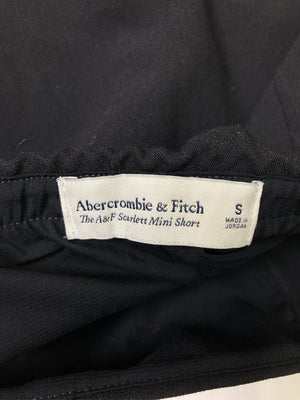 Abercrombie & Fitch
The A&F Scarlett Mini Short
S
MADE IN
JORDAN